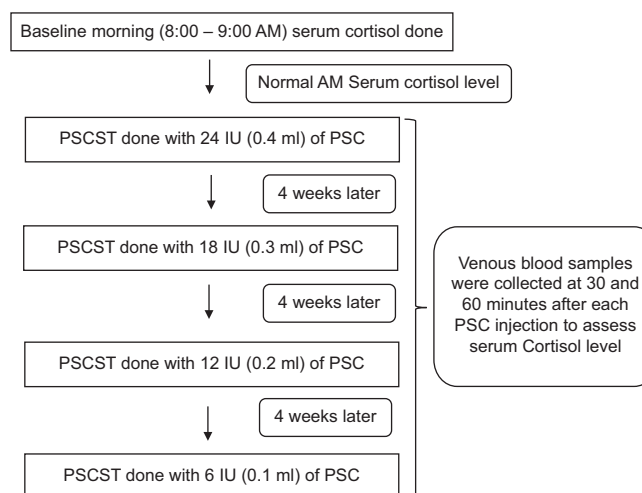 Baseline morning (8:00 – 9:00 AM) serum cortisol done
Normal AM Serum cortisol level
PSCST done with 24 IU (0.4 ml) of PSC
4 weeks later
PSCST done with 18 IU (0.3 ml) of PSC
4 weeks later
PSCST done with 12 IU (0.2 ml) of PSC
4 weeks later
PSCST done with 6 IU (0.1 ml) of PSC
Venous blood samples
were collected at 30 and
60 minutes after each
PSC injection to assess
serum Cortisol level